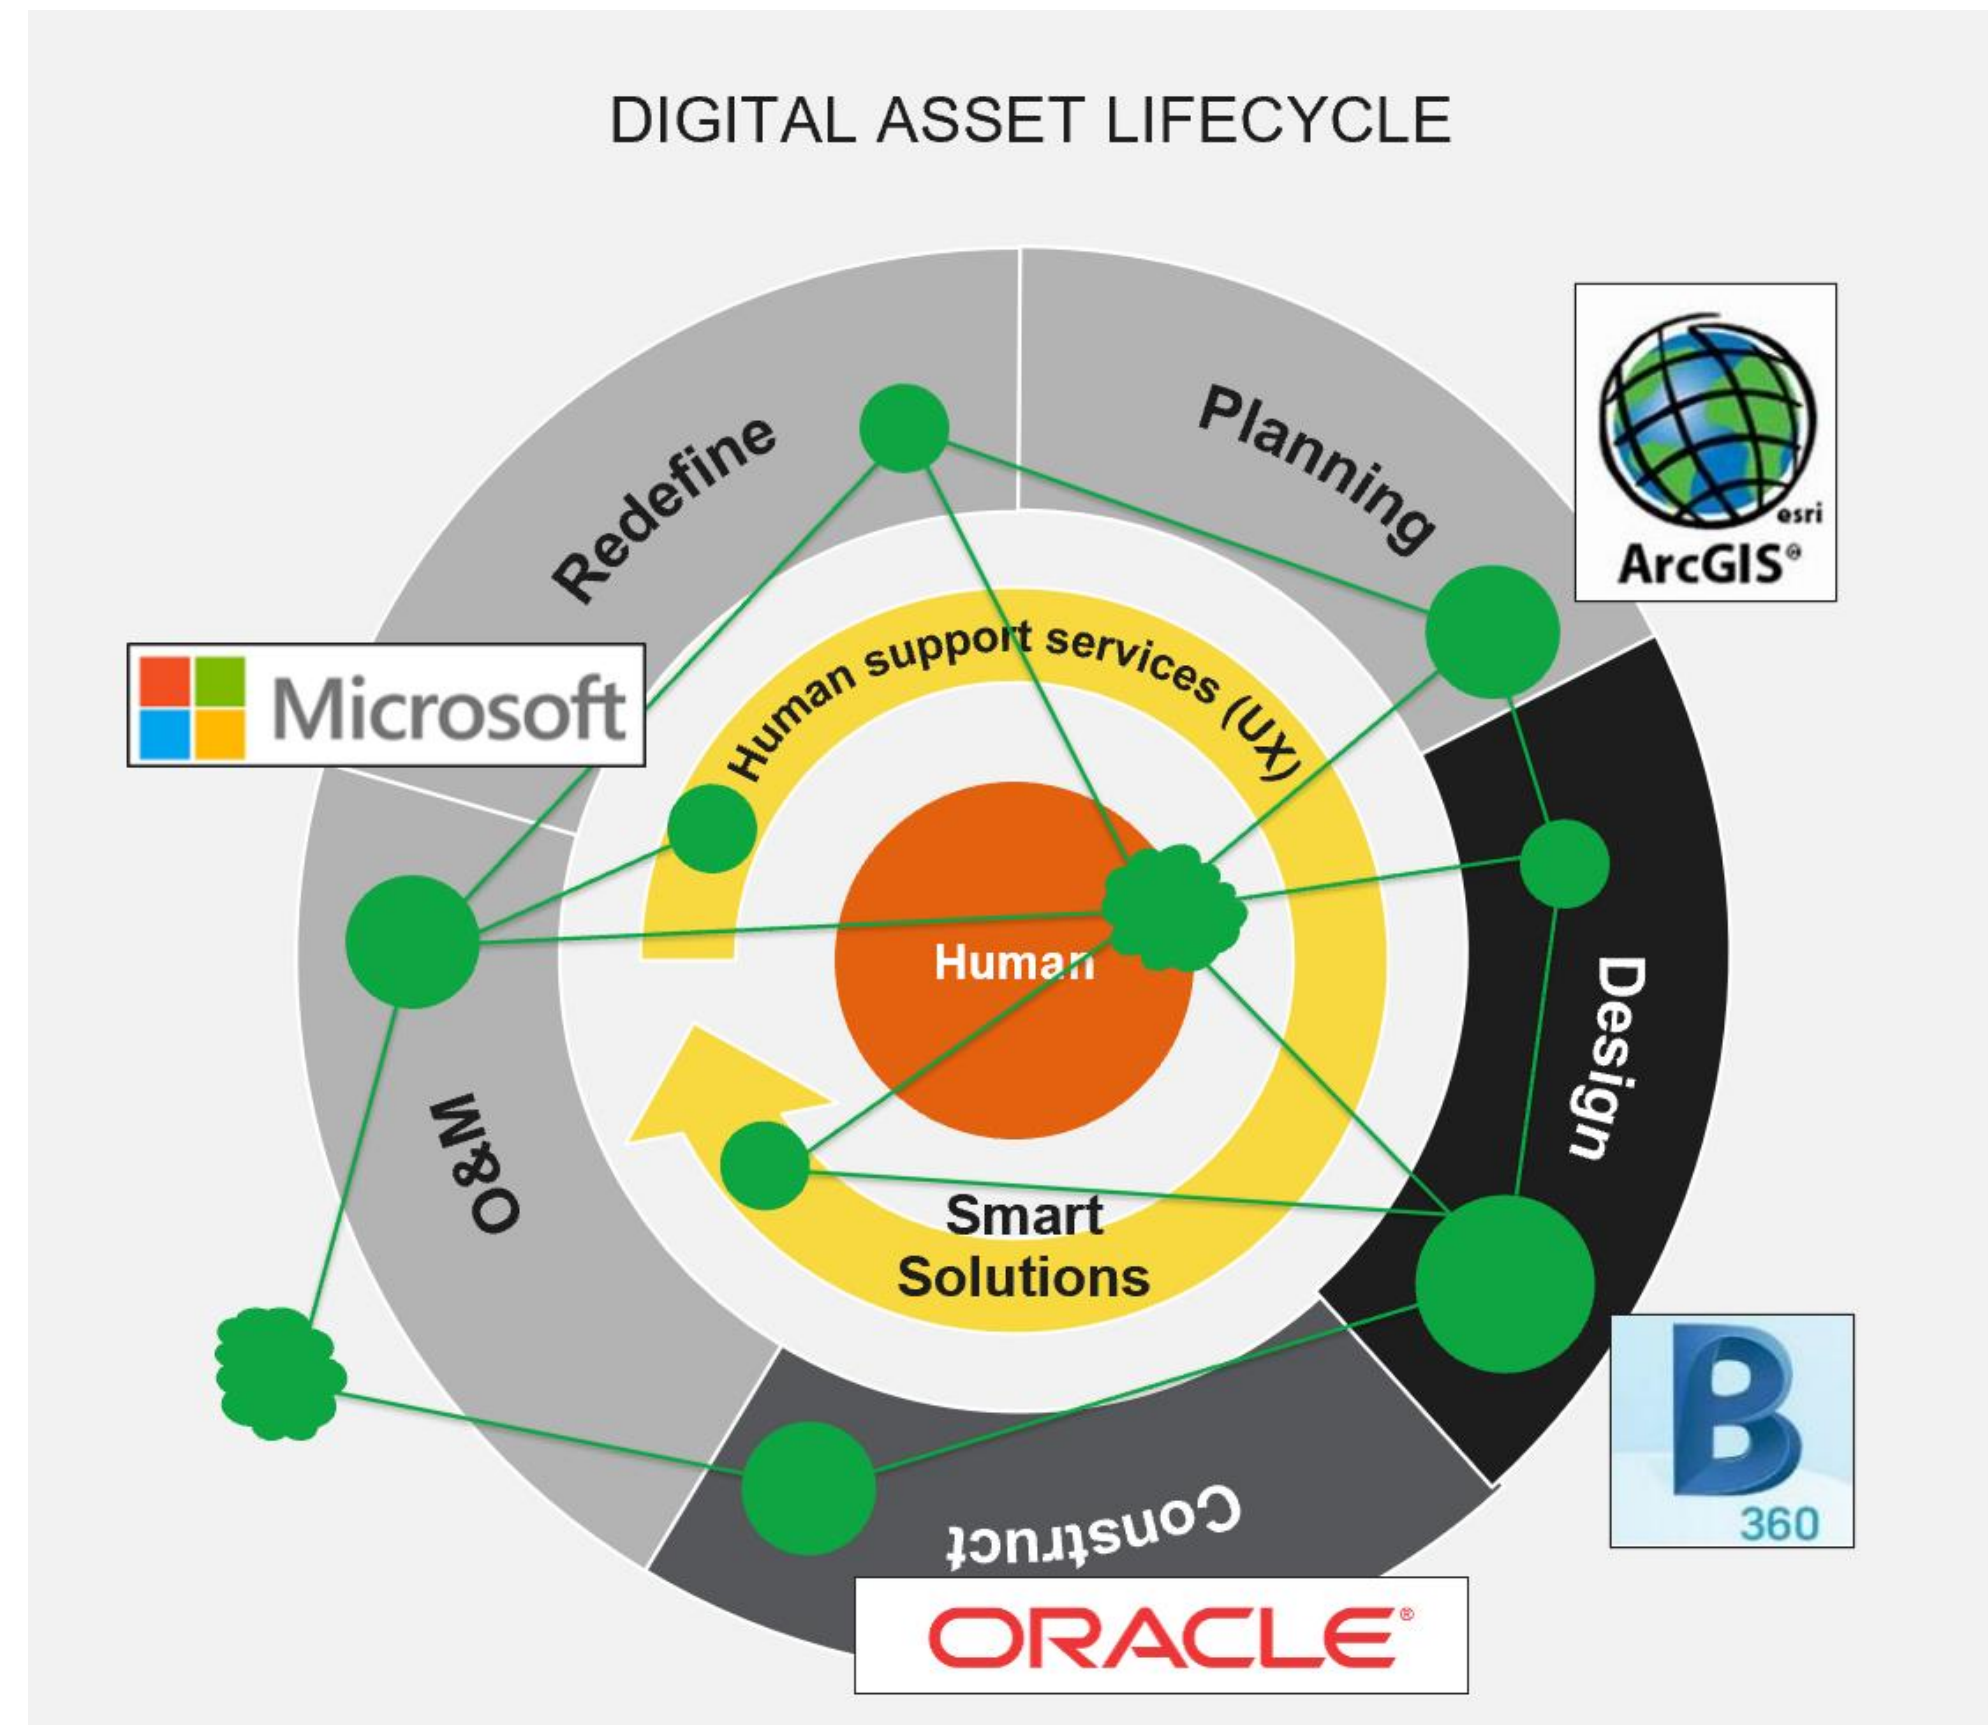 DIGITAL ASSET LIFECYCLE
Redefine
Planning
esri
ArcGIS®
Microsoft
Human support services (UX)
Human
Design
O&M
Smart
Solutions
B
360
Construct
ORACLE®